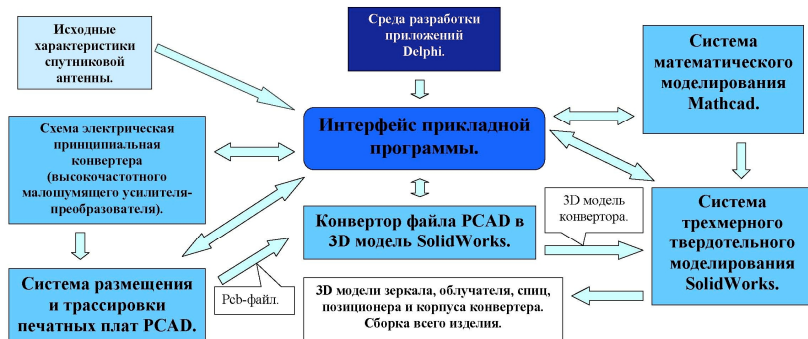 Исходные
характеристики
спутниковой
антенны.
Среда разработки
приложений
Delphi.
Система
математического
моделирования
Mathcad.
Интерфейс прикладной
программы.
Схема электрическая
принципиальная
конвертера
(высокочастотного
малошумящего усилителя-
преобразователя).
Конвертор файла PCAD в
3D модель SolidWorks.
3D модель
конвертора.
Система
трехмерного
твердотельного
моделирования
SolidWorks.
Система размещения
и трассировки
печатных плат PCAD.
Pcb-файл.
3D модели зеркала, облучателя, спиц,
позиционера и корпуса конвертера.
Сборка всего изделия.